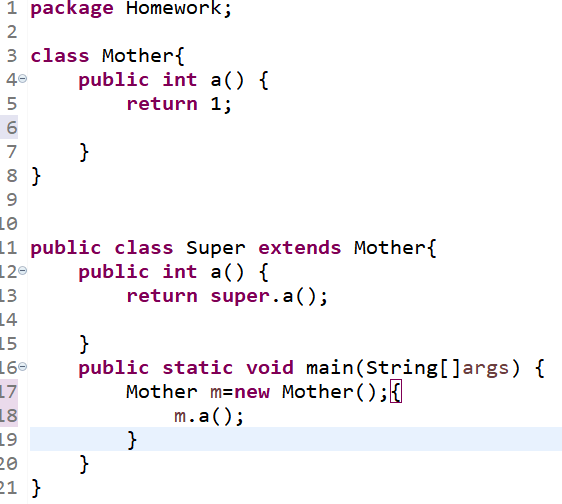 1 package Homework;
2
3 class Mother{
4 public int a() {
5 return 1;
6
7 }
8 }
9
10
11 public class Super extends Mother{
12 public int a() {
13 return super.a();
14
15 }
16 public static void main(String[]args) {
17 Mother m=new Mother();{
18 m.a();
19 }
20 }
21 }